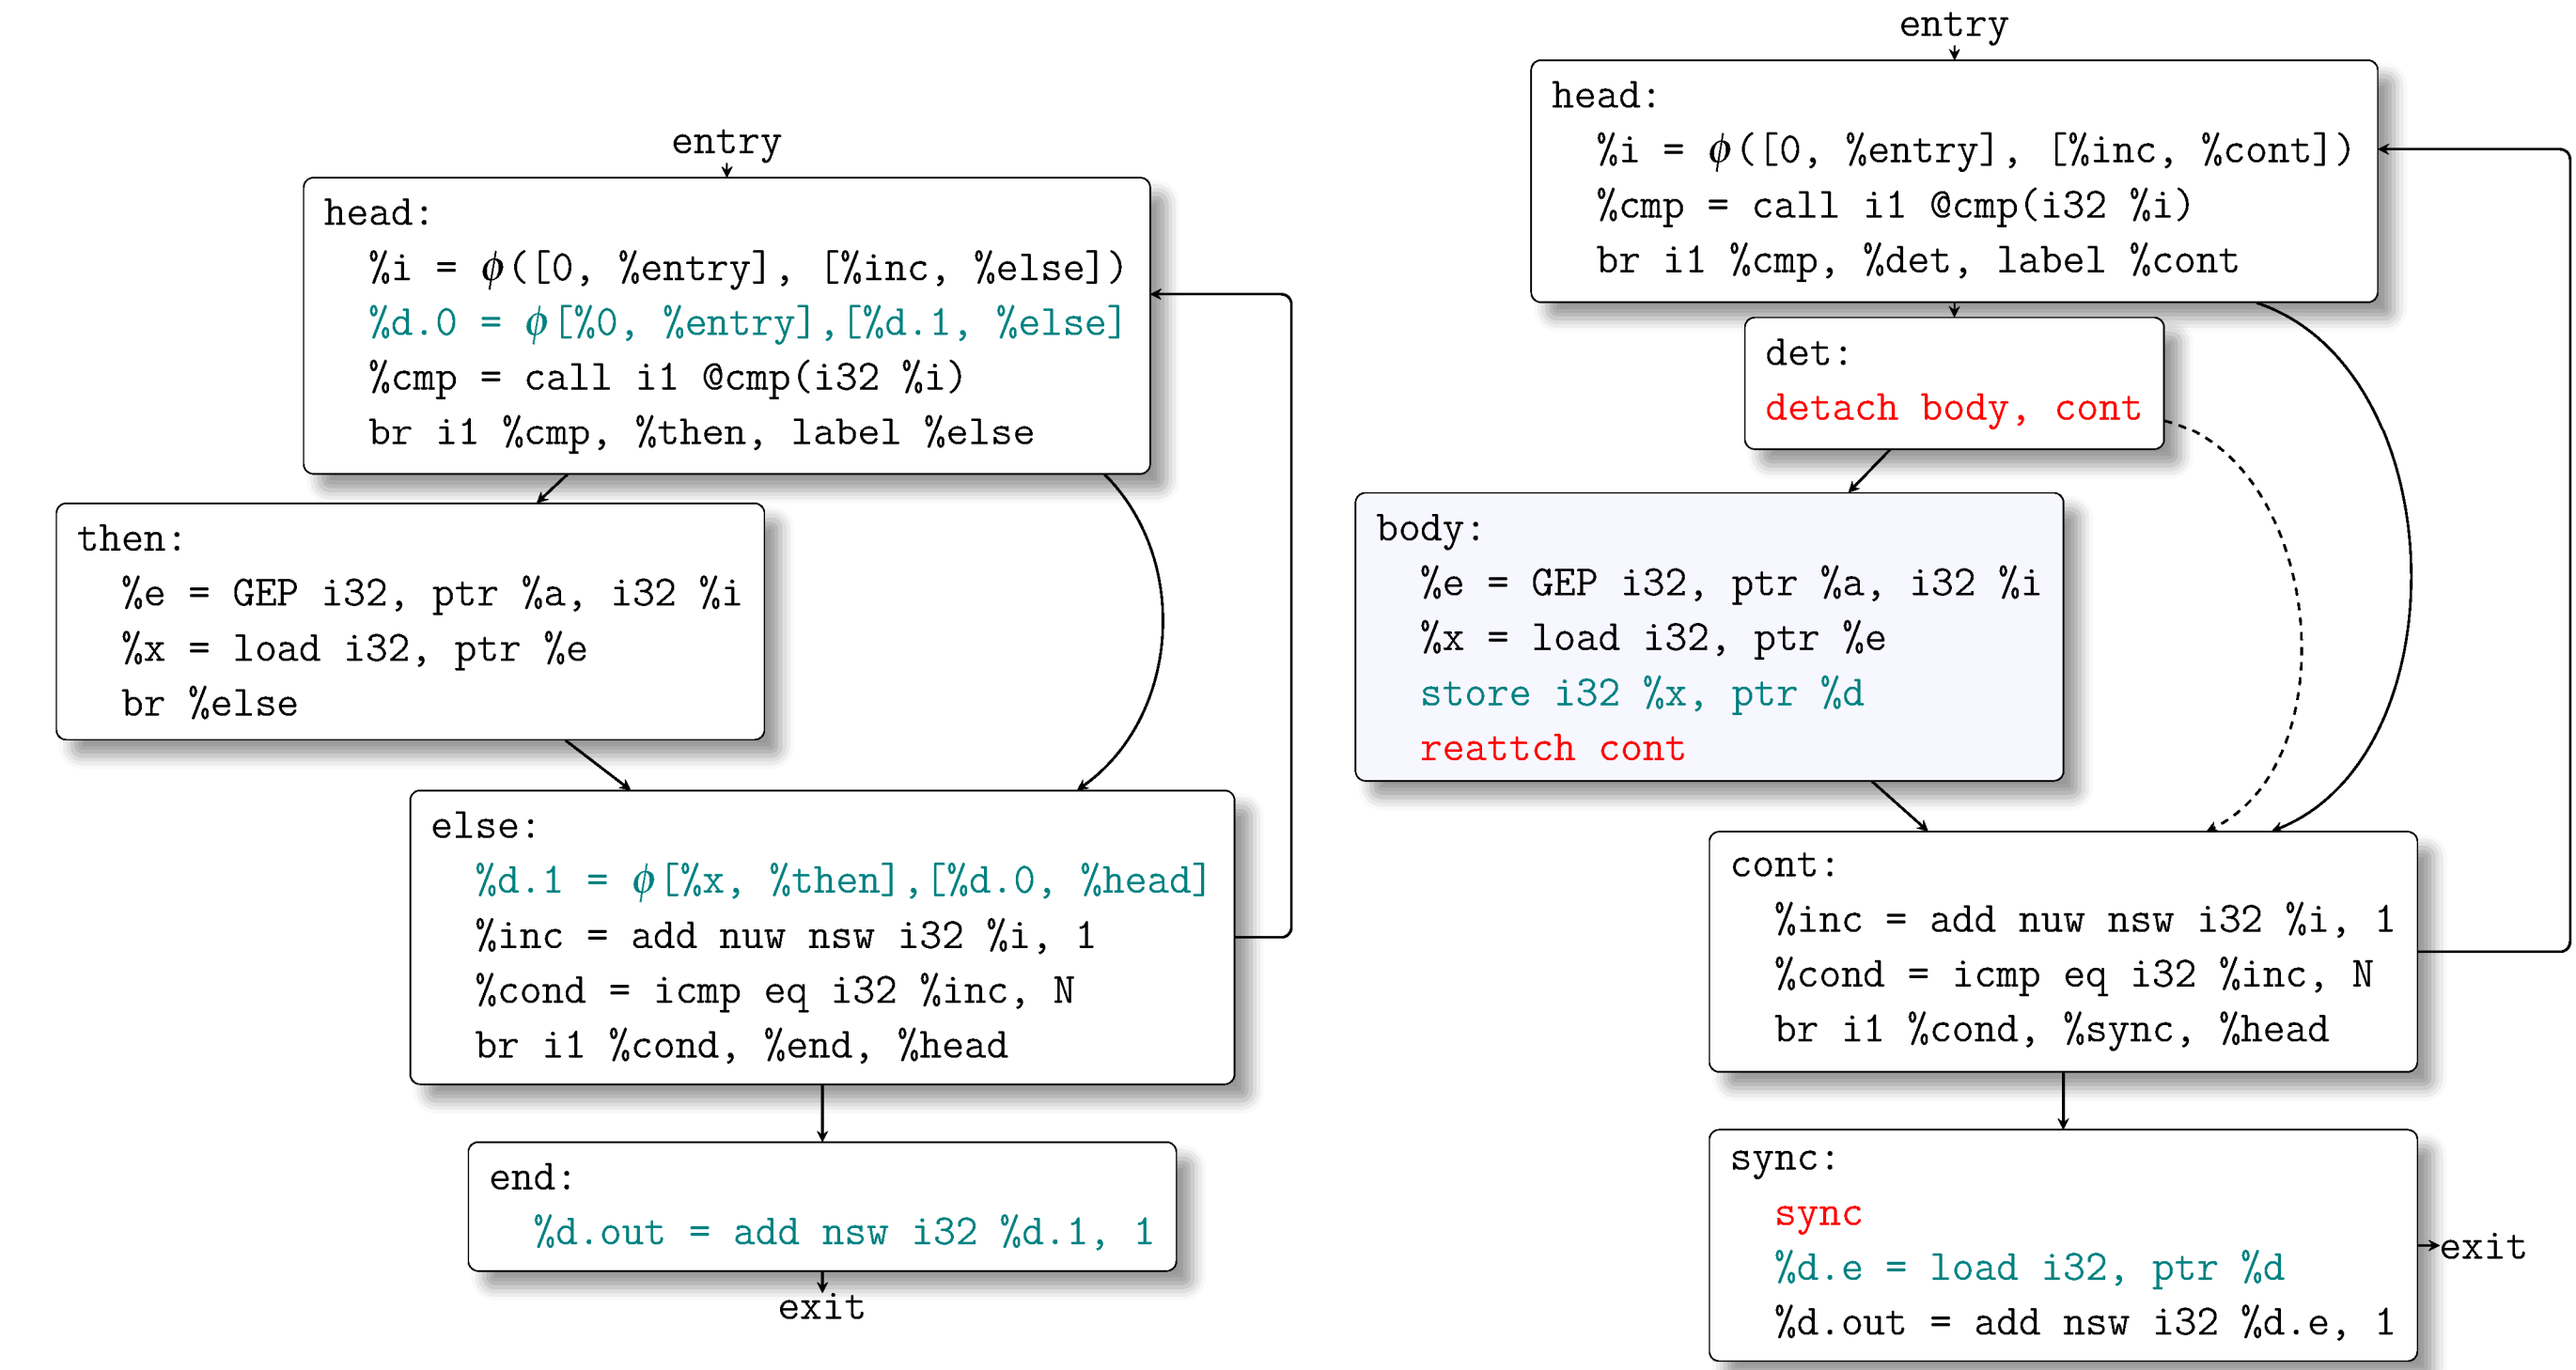 entry
head:
%i = ϕ([0, %entry], [%inc, %else])
%d.0 = ϕ[%0, %entry],[%d.1, %else]
%cmp = call i1 @cmp(i32 %i)
br i1 %cmp, %then, label %else
then:
%e = GEP i32, ptr %a, i32 %i
%x = load i32, ptr %e
br %else
else:
%d.1 = ϕ[%x, %then],[%d.0, %head]
%inc = add nuw nsw i32 %i, 1
%cond = icmp eq i32 %inc, N
br i1 %cond, %end, %head
end:
%d.out = add nsw i32 %d.1, 1
exit
entry
head:
%i = ϕ([0, %entry], [%inc, %cont])
%cmp = call i1 @cmp(i32 %i)
br i1 %cmp, %det, label %cont
det:
detach body, cont
body:
%e = GEP i32, ptr %a, i32 %i
%x = load i32, ptr %e
store i32 %x, ptr %d
reattch cont
cont:
%inc = add nuw nsw i32 %i, 1
%cond = icmp eq i32 %inc, N
br i1 %cond, %sync, %head
sync:
sync
%d.e = load i32, ptr %d
%d.out = add nsw i32 %d.e, 1
exit